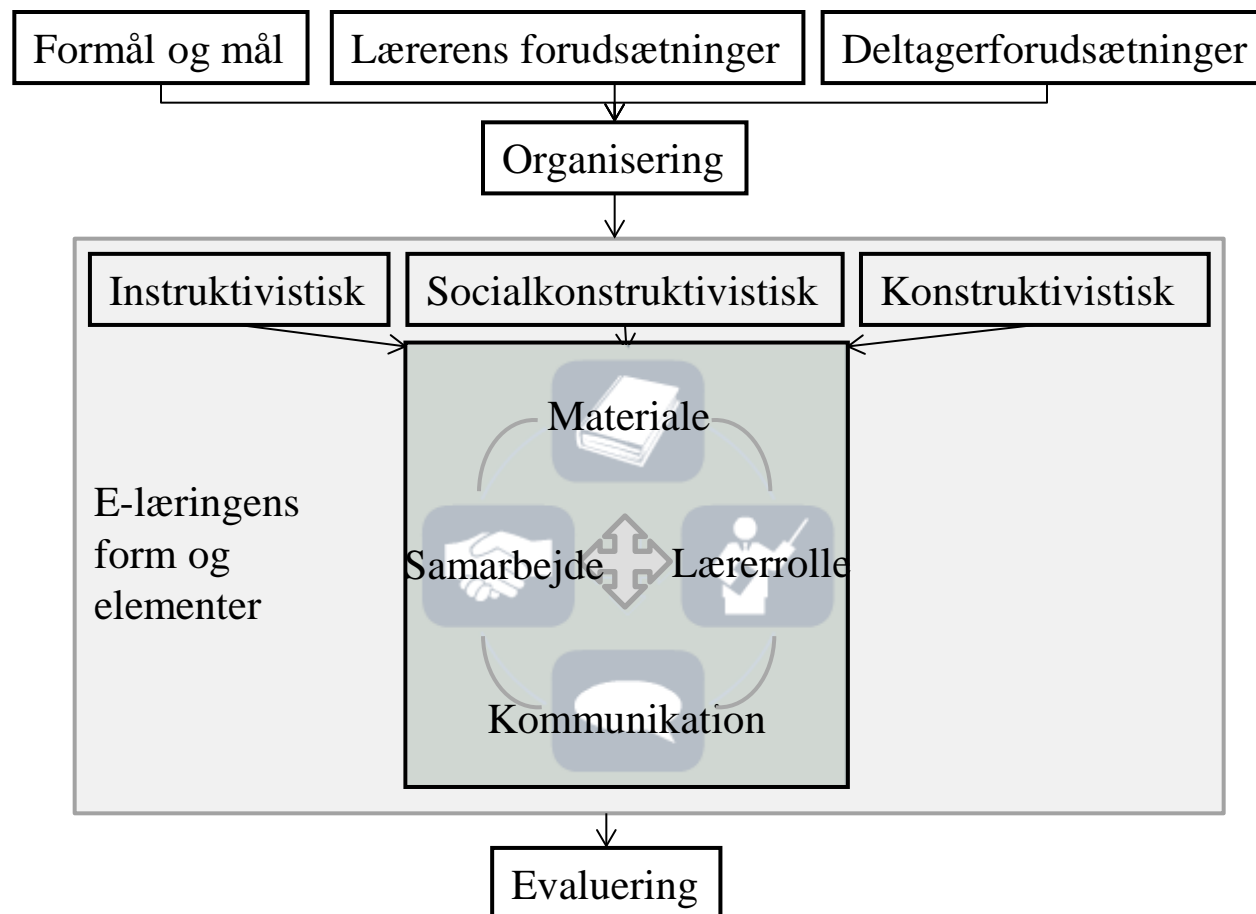 Formål og mål
Lærerens forudsætninger
Deltagerforudsætninger
Organisering
Instruktivistisk
Socialkonstruktivistisk
Konstruktivistisk
Materiale
E-læringens
form og
elementer
Samarbejde
Lærerrolle
Kommunikation
Evaluering